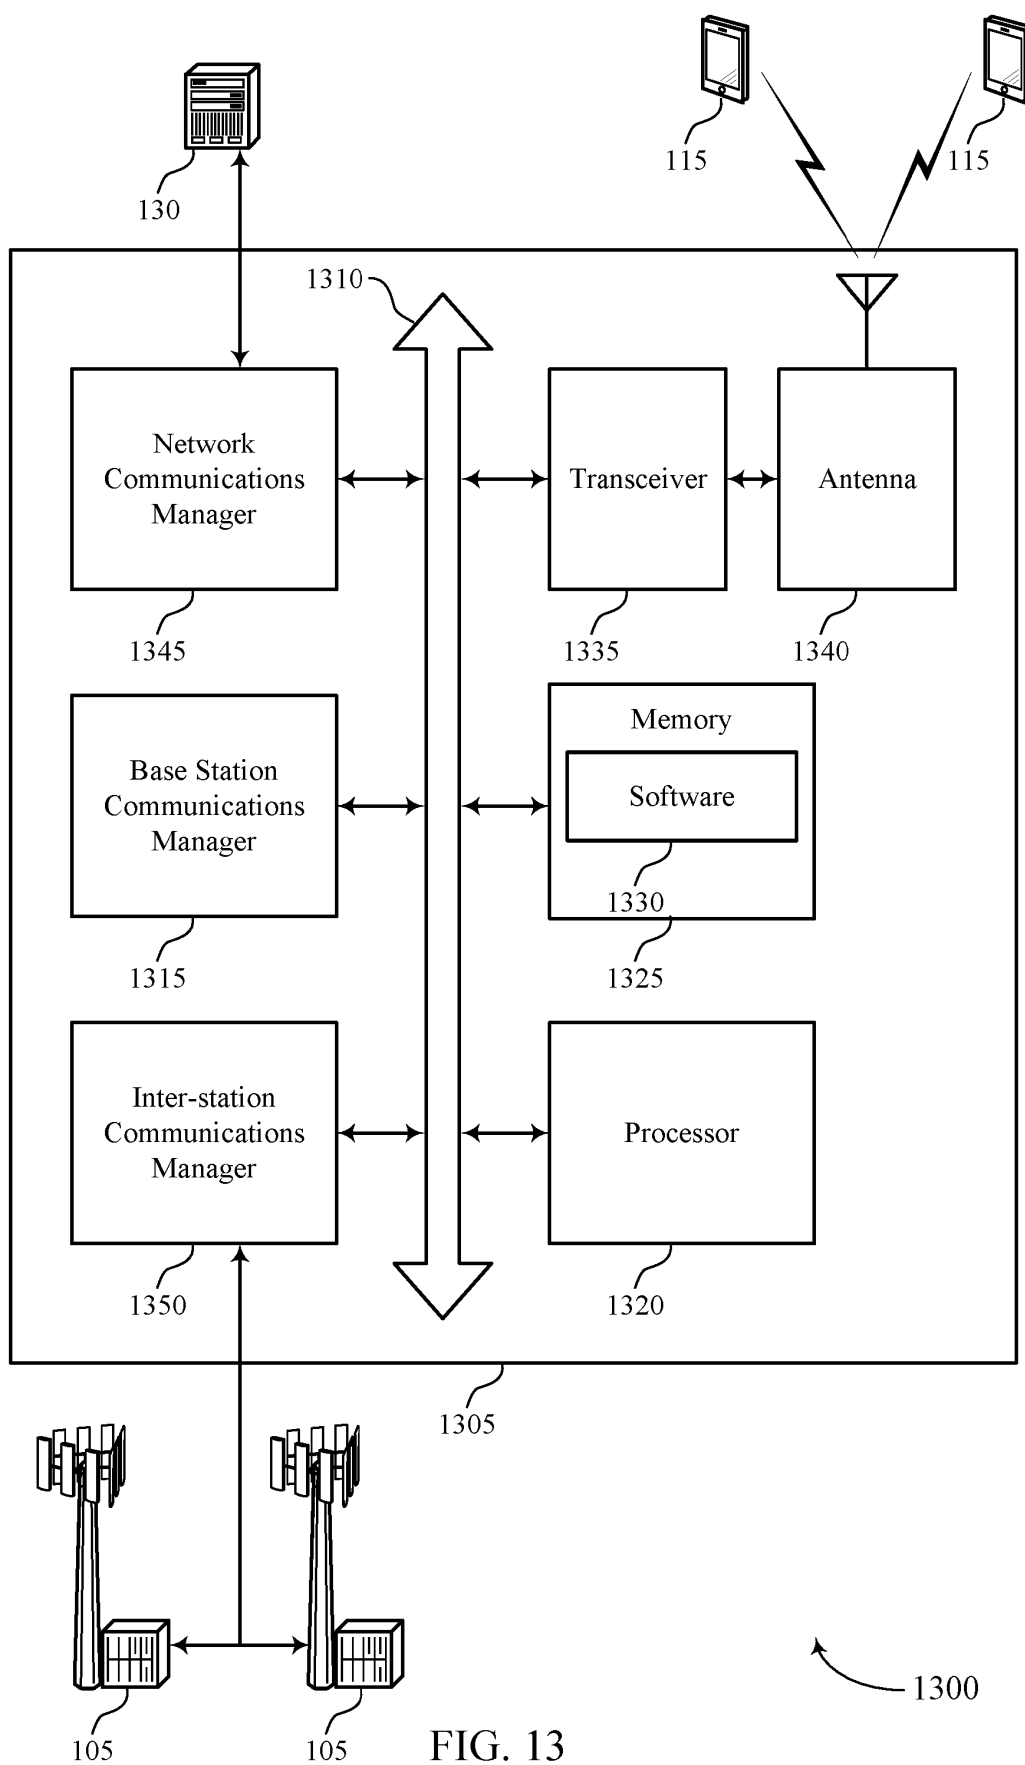 115
115
130
1310
Network
Communications
Manager
Transceiver
Antenna
1345
1335
1340
Memory
Base Station
Communications
Manager
Software
1330
1315
1325
Inter-station
Communications
Manager
Processor
1350
1320
1305
1300
105
105
FIG. 13